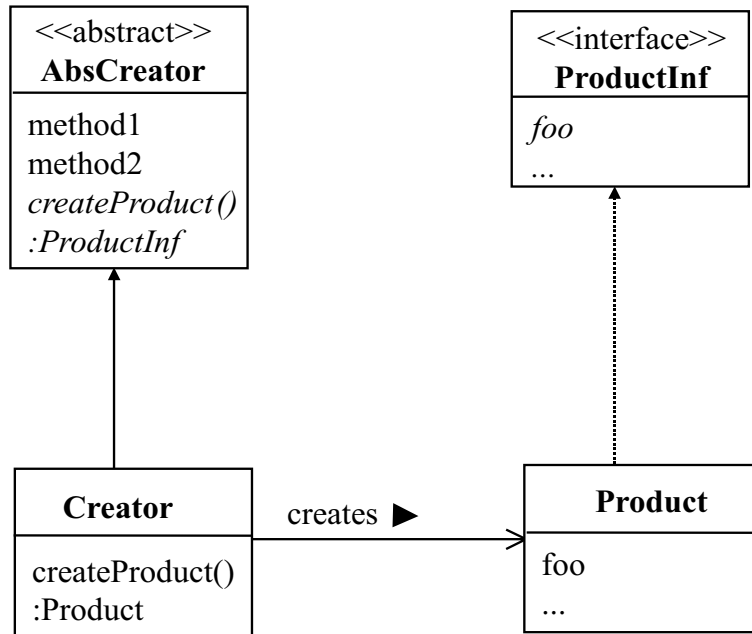 <<abstract>>
AbsCreator
method1
method2
createProduct()
:ProductInf
<<interface>>
ProductInf
foo
...
Creator
createProduct()
:Product
creates ▶
Product
foo
...